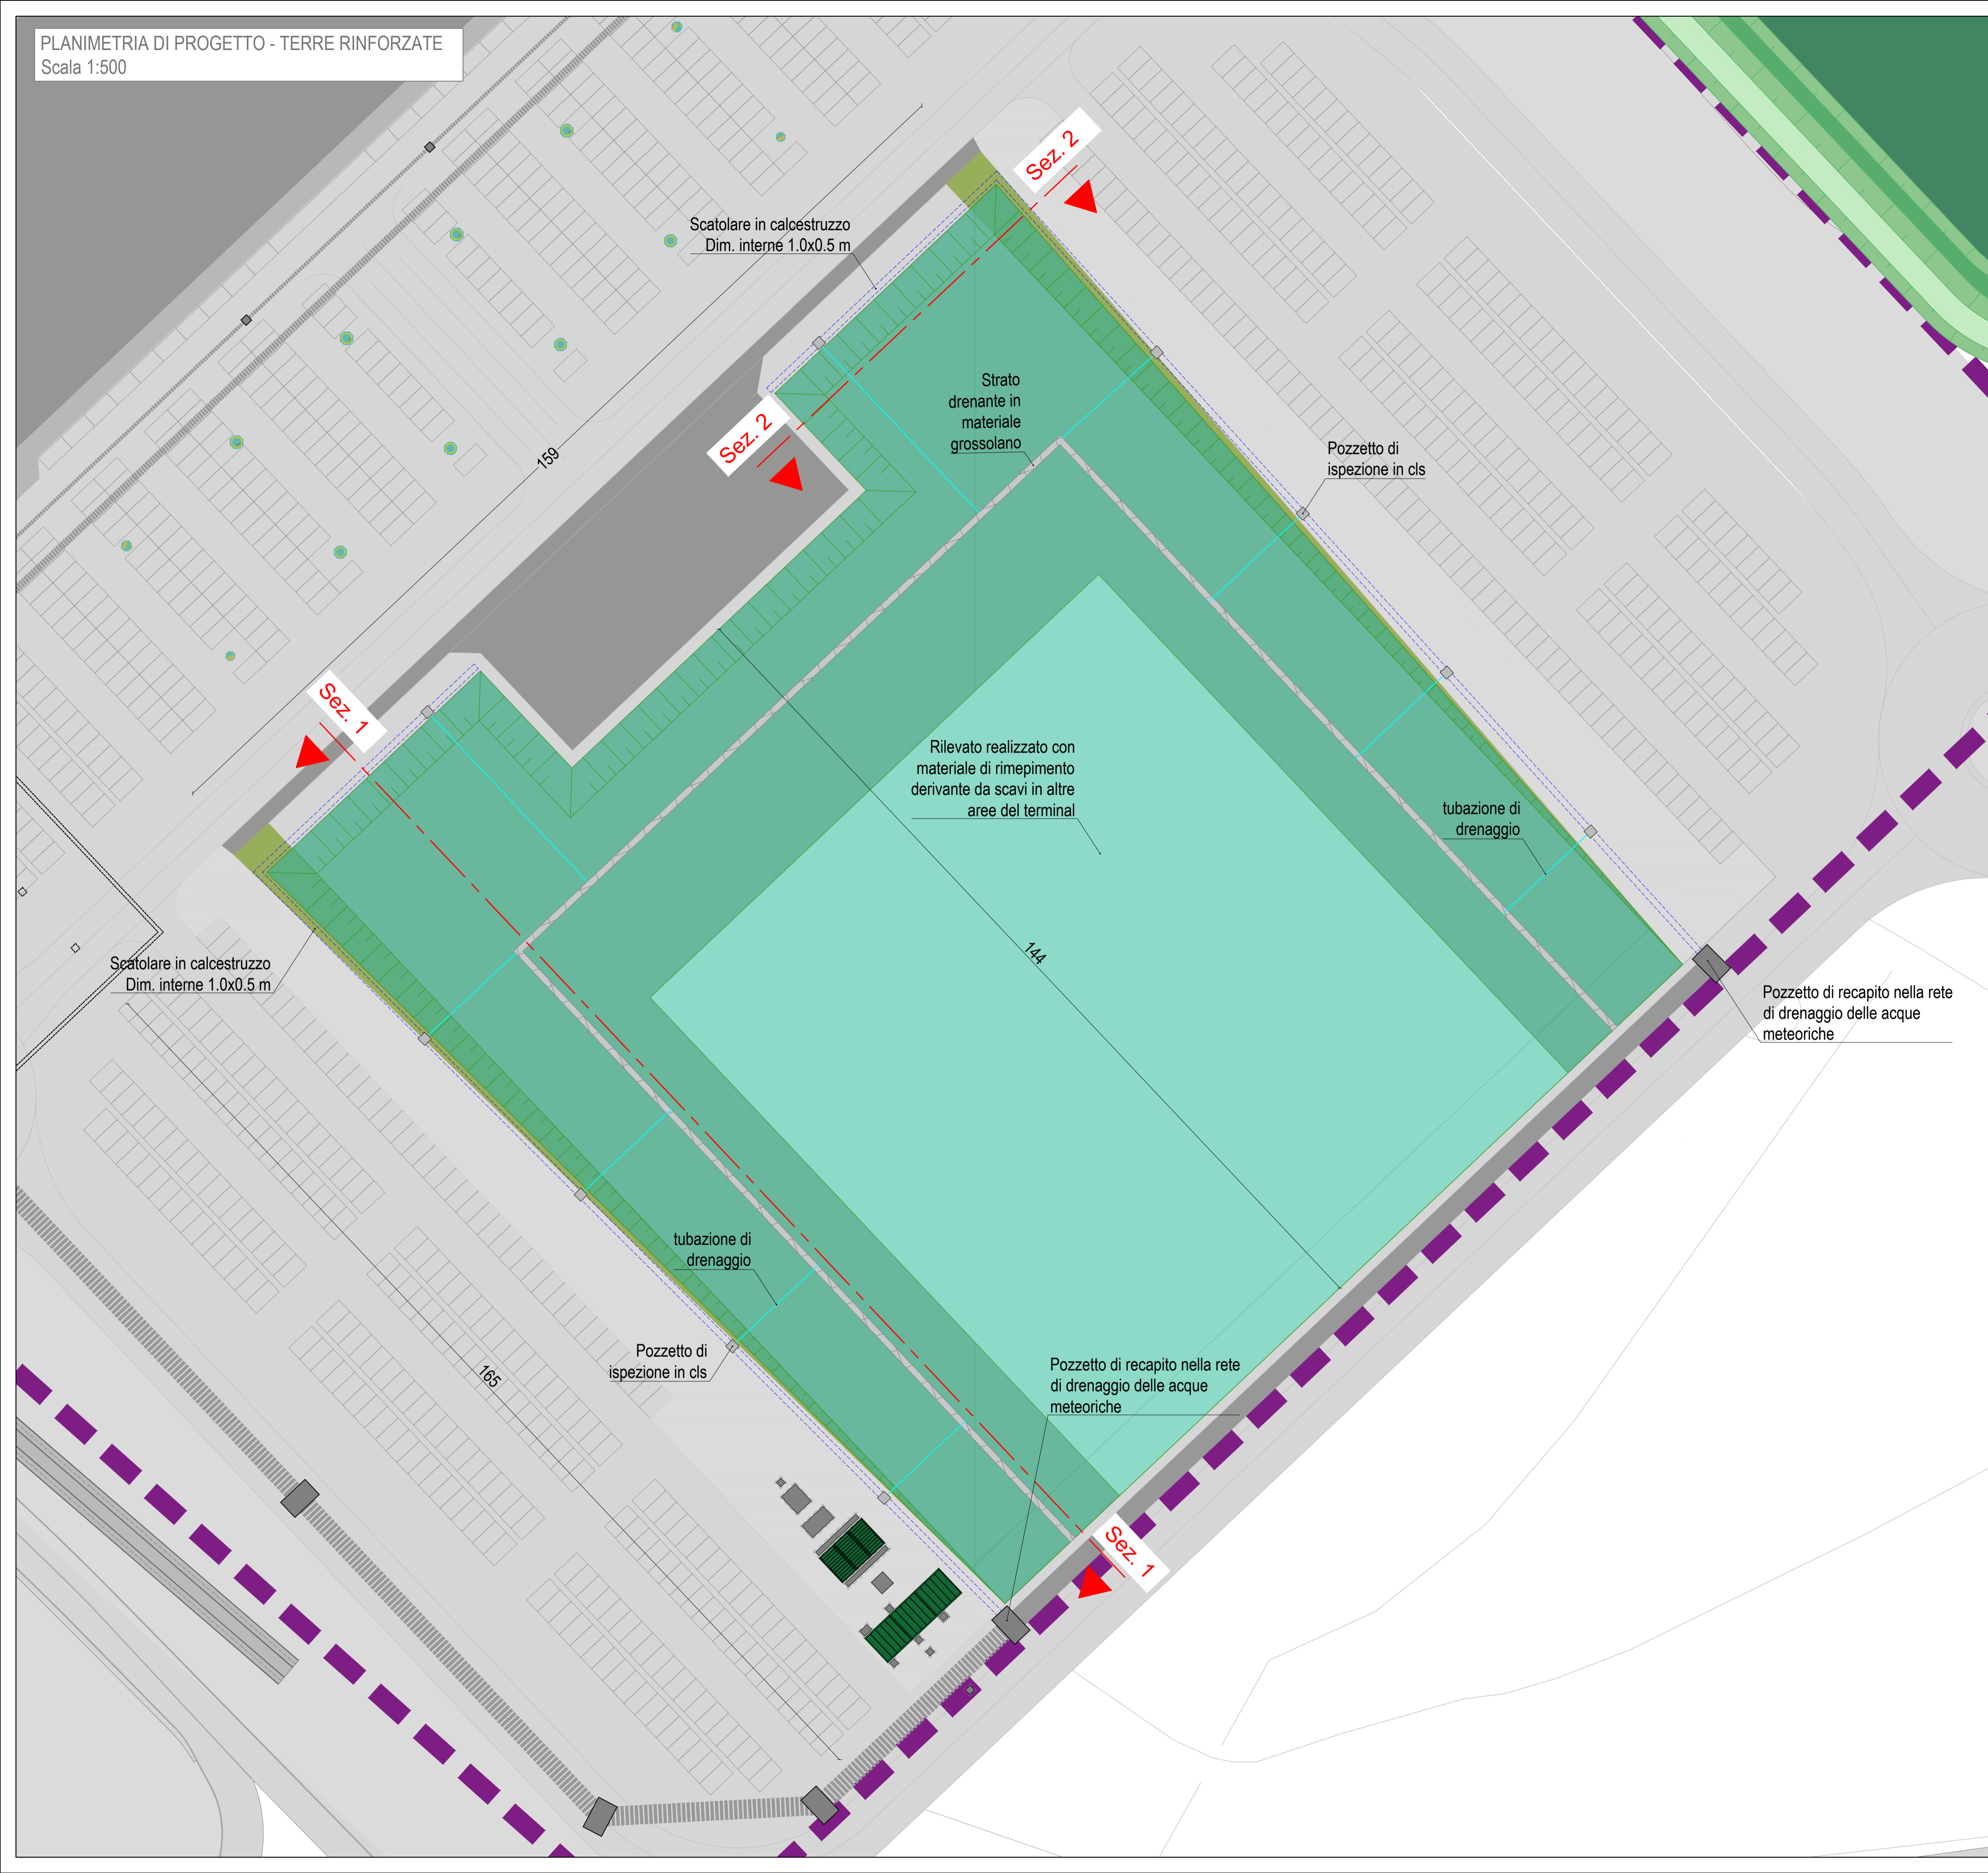 PLANIMETRIA DI PROGETTO - TERRE RINFORZATE
Scala 1:500
Sez. 2
Scatolare in calcestruzzo
Dim. interne 1.0x0.5 m
Strato
drenante in
materiale
grossolano
Sez. 2
159
Pozzetto di
ispezione in cls
Sez. 1
Rilevato realizzato con
materiale di rimepimento
derivante da scavi in altre
aree del terminal
tubazione di
drenaggio
144
Scatolare in calcestruzzo
Dim. interne 1.0x0.5 m
Pozzetto di recapito nella rete
di drenaggio delle acque
meteoriche
tubazione di
drenaggio
Pozzetto di
ispezione in cls
165
Pozzetto di recapito nella rete
di drenaggio delle acque
meteoriche
Sez. 1